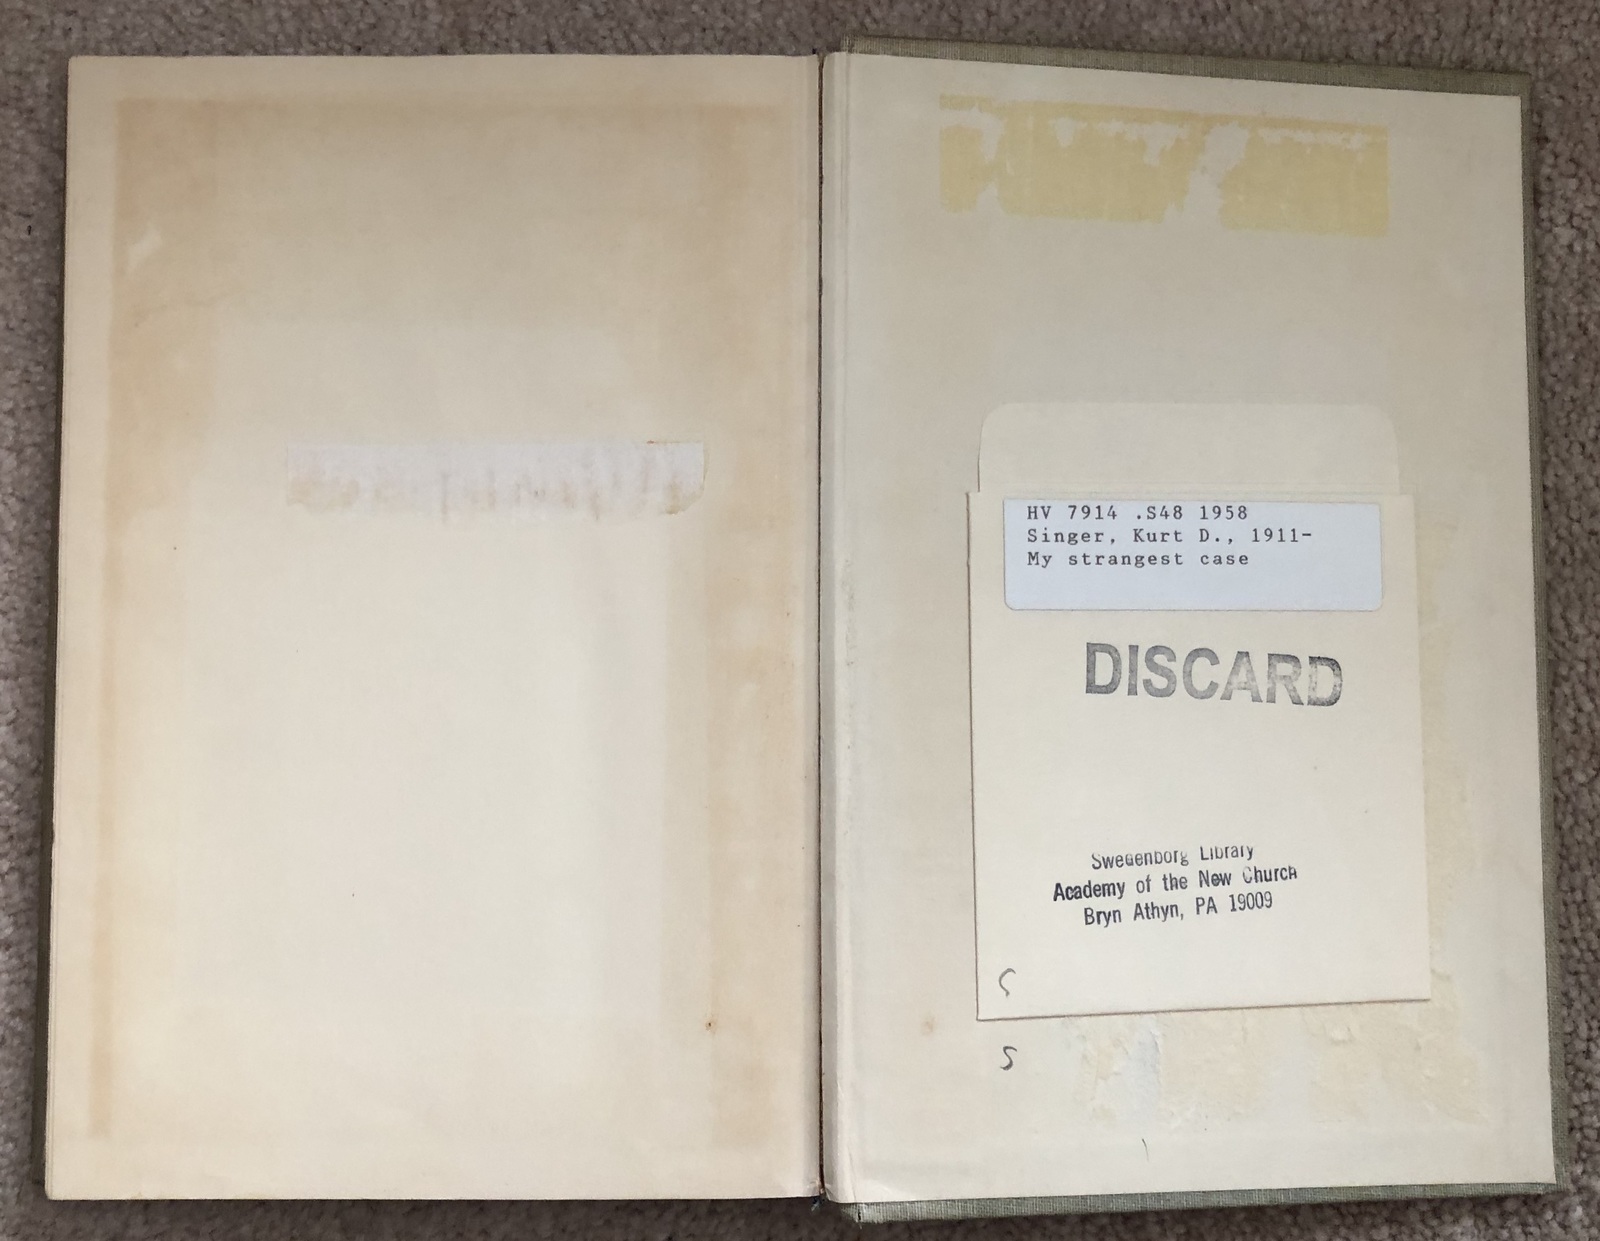 HV 7914 .S48 1958
Singer, Kurt D., 1911-
My strangest case
DISCARD
Swedenborg Library
Academy of the New Church
Bryn Athyn, PA 19009
S